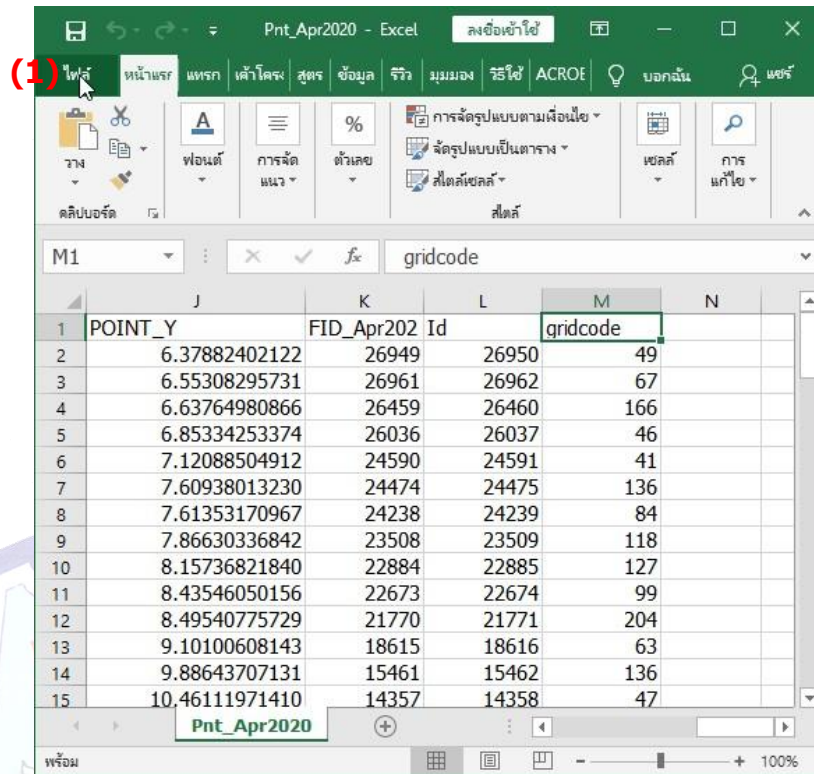 Pnt_Apr2020 - Excel ลงชื่อเข้าใช้
(1) ไฟล์ หน้าแรก แทรก เค้าโครง สูตร ข้อมูล รีวิว มุมมอง วิธีใช้ ACROE บอกฉัน แชร์
วาง ฟอนต์ การจัดแนว ตัวเลข การจัดรูปแบบตามเงื่อนไข จัดรูปแบบเป็นตาราง สไตล์เซลล์ เซลล์ การแก้ไข
คลิปบอร์ด สไตล์
M1 fx gridcode
J K L M N
1 POINT_Y FID_Apr202 Id gridcode
2 6.37882402122 26949 26950 49
3 6.55308295731 26961 26962 67
4 6.63764980866 26459 26460 166
5 6.85334253374 26036 26037 46
6 7.12088504912 24590 24591 41
7 7.60938013230 24474 24475 136
8 7.61353170967 24238 24239 84
9 7.86630336842 23508 23509 118
10 8.15736821840 22884 22885 127
11 8.43546050156 22673 22674 99
12 8.49540775729 21770 21771 204
13 9.10100608143 18615 18616 63
14 9.88643707131 15461 15462 136
15 10.46111971410 14357 14358 47
Pnt_Apr2020
พร้อม 100%